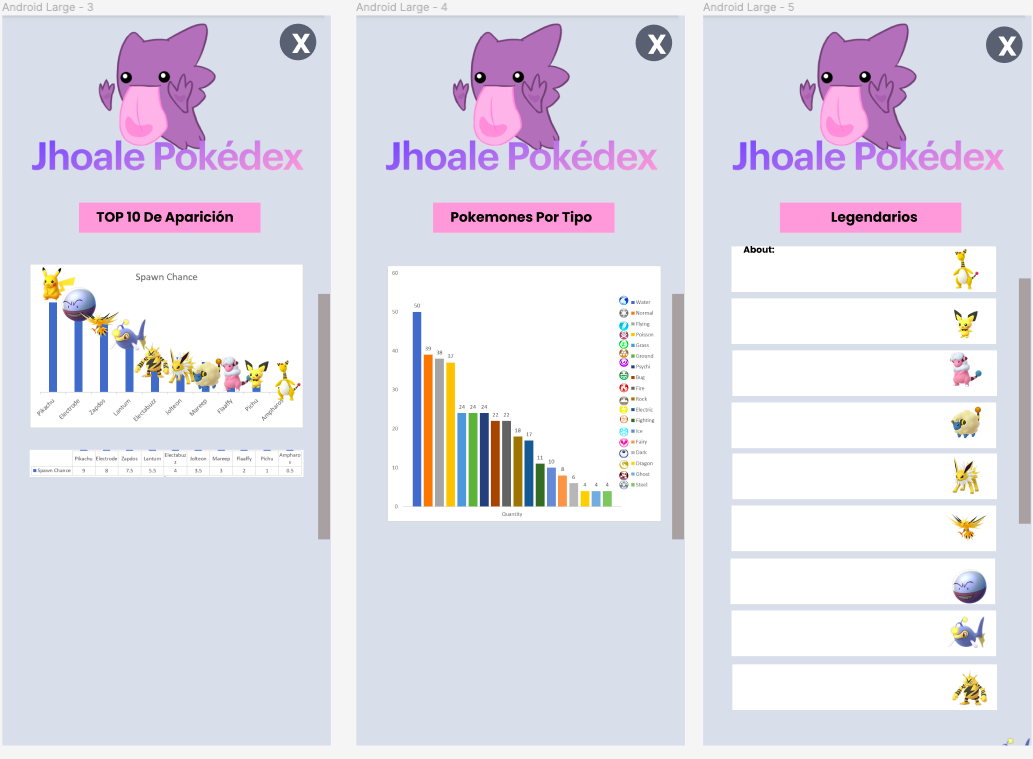 Android Large - 3
X
Jhoale Pokédex
TOP 10 De Aparición
Spawn Chance
Pikachu
Electrode
Zapdos
Lanturn
Electabuzz
Jolteon
Mareep
Flaaffy
Pichu
Ampharos
Pikachu Electrode Zapdos Lanturn Electabuzz Jolteon Mareep Flaaffy Pichu Ampharos
Spawn Chance 9 8 7.5 5.5 4 3.5 3 2 1 0.5
Android Large - 4
X
Jhoale Pokédex
Pokemones Por Tipo
60
50
40
30
20
10
0
50
39
38
37
24
24
24
22
22
18
17
11
10
8
6
4
4
4
Quantity
Water
Normal
Flying
Poisson
Grass
Ground
Psychi
Bug
Fire
Rock
Electric
Fighting
Ice
Fairy
Dark
Dragon
Ghost
Steel
Android Large - 5
X
Jhoale Pokédex
Legendarios
About: